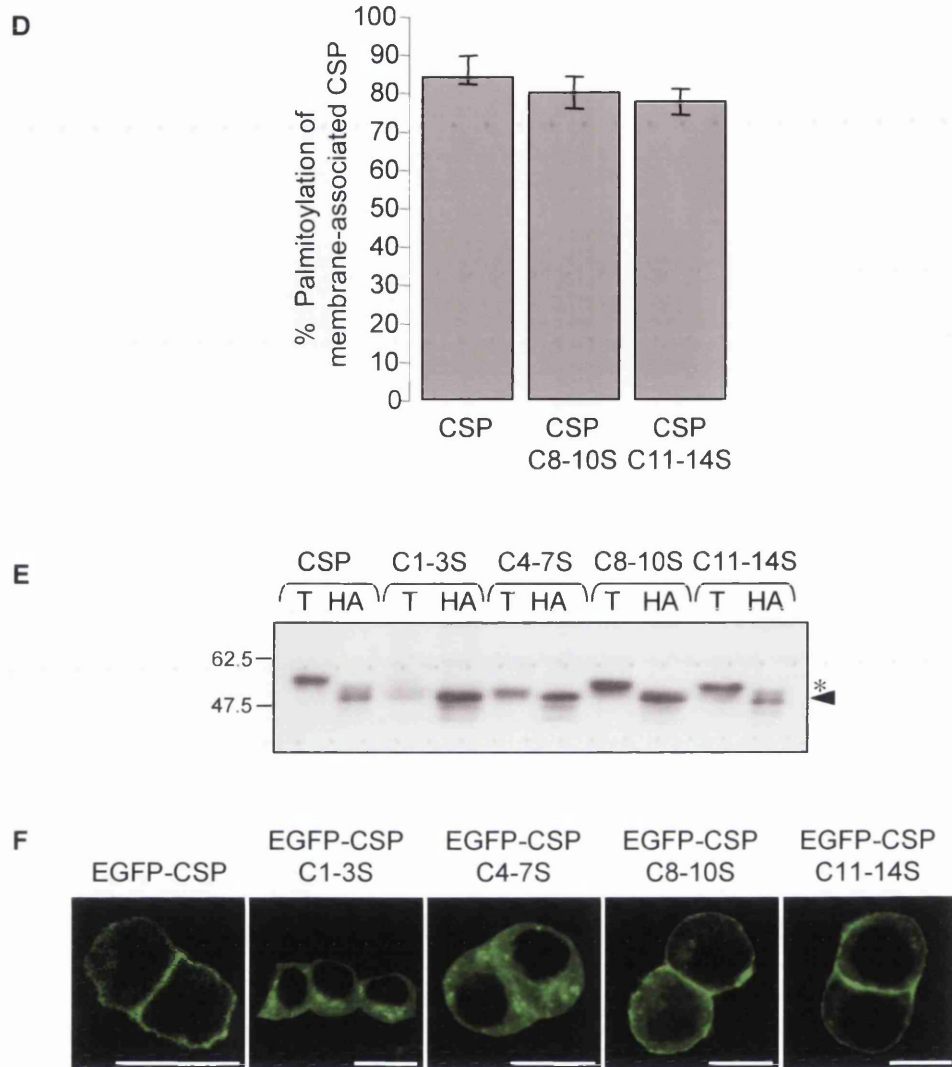 D
% Palmitoylation of
membrane-associated CSP
100
90
80
70
60
50
40
30
20
10
0
CSP
CSP
C8-10S
CSP
C11-14S
E
CSP C1-3S C4-7S C8-10S C11-14S
T HA T HA T HA T HA T HA
62.5
47.5
*
F
EGFP-CSP
EGFP-CSP
C1-3S
EGFP-CSP
C4-7S
EGFP-CSP
C8-10S
EGFP-CSP
C11-14S